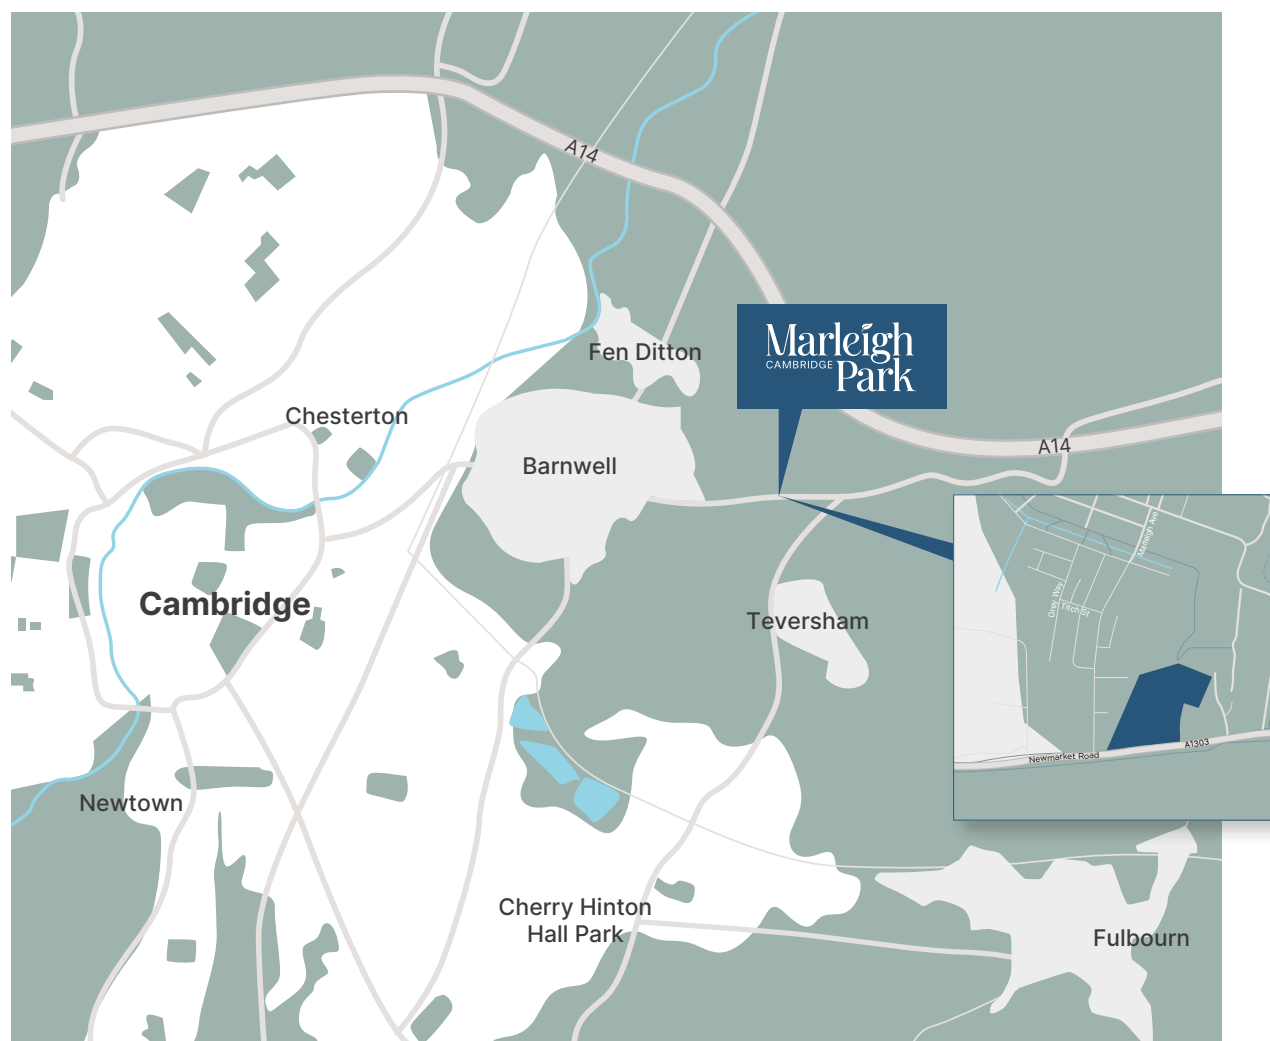 A14
Marleigh
CAMBRIDGE
Park
Fen Ditton
Chesterton
A14
Barnwell
Marleigh Ave
Grey Way
Titch St
Cambridge
Teversham
A1303
Newmarket Road
Newtown
Cherry Hinton
Hall Park
Fulbourn